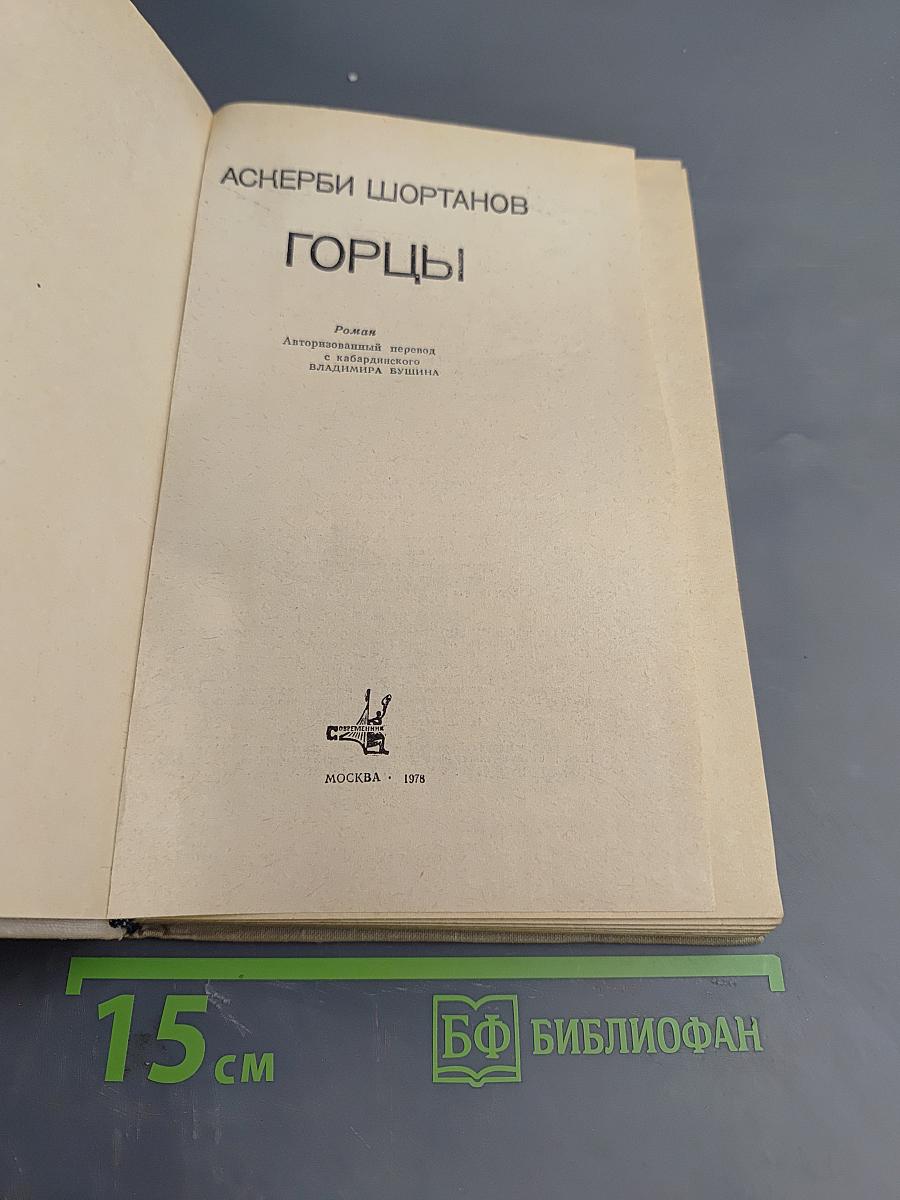 АСКЕРБИ ШОРТАНОВ
ГОРЦЫ
Роман
Авторизованный перевод
с кабардинского
ВЛАДИМИРА БУШИНА
СОВРЕМЕННИК
МОСКВА · 1978
15 см
БФ БИБЛИОФАН